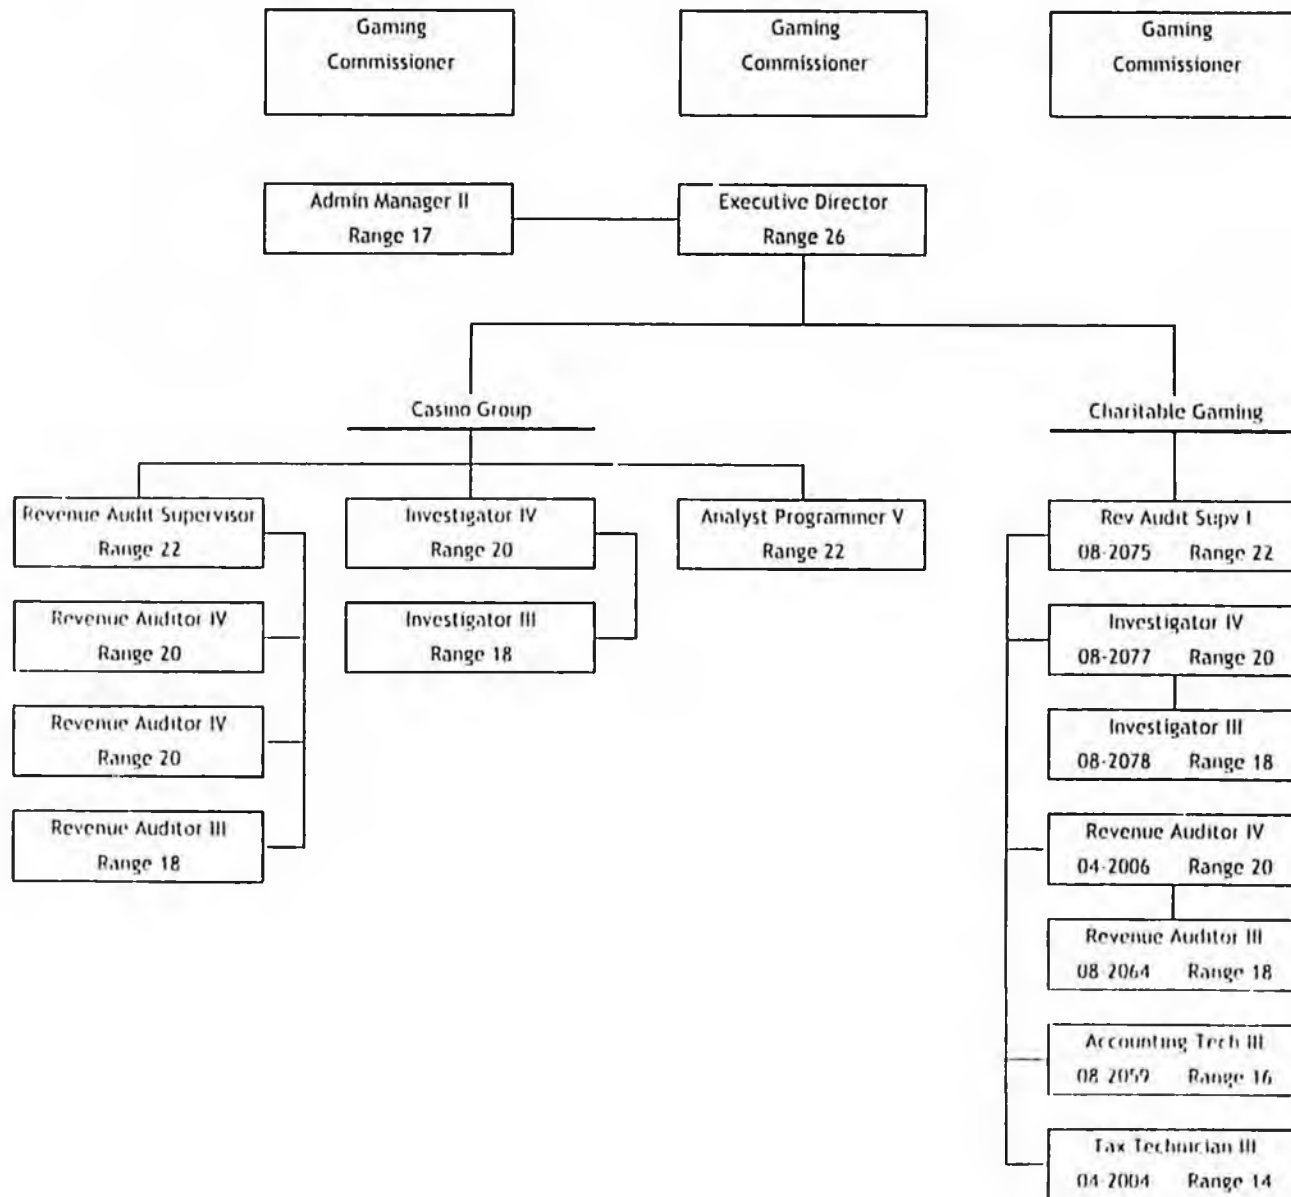 Gaming
Commissioner
Gaming
Commissioner
Gaming
Commissioner
Admin Manager II
Range 17
Executive Director
Range 26
Casino Group
Charitable Gaming
Revenue Audit Supervisor
Range 22
Revenue Auditor IV
Range 20
Revenue Auditor IV
Range 20
Revenue Auditor III
Range 18
Investigator IV
Range 20
Investigator III
Range 18
Analyst Programmer V
Range 22
Rev Audit Supv I
08-2075 Range 22
Investigator IV
08-2077 Range 20
Investigator III
08-2078 Range 18
Revenue Auditor IV
04-2006 Range 20
Revenue Auditor III
08-2064 Range 18
Accounting Tech III
08-2059 Range 16
Tax Technician III
04-2004 Range 14